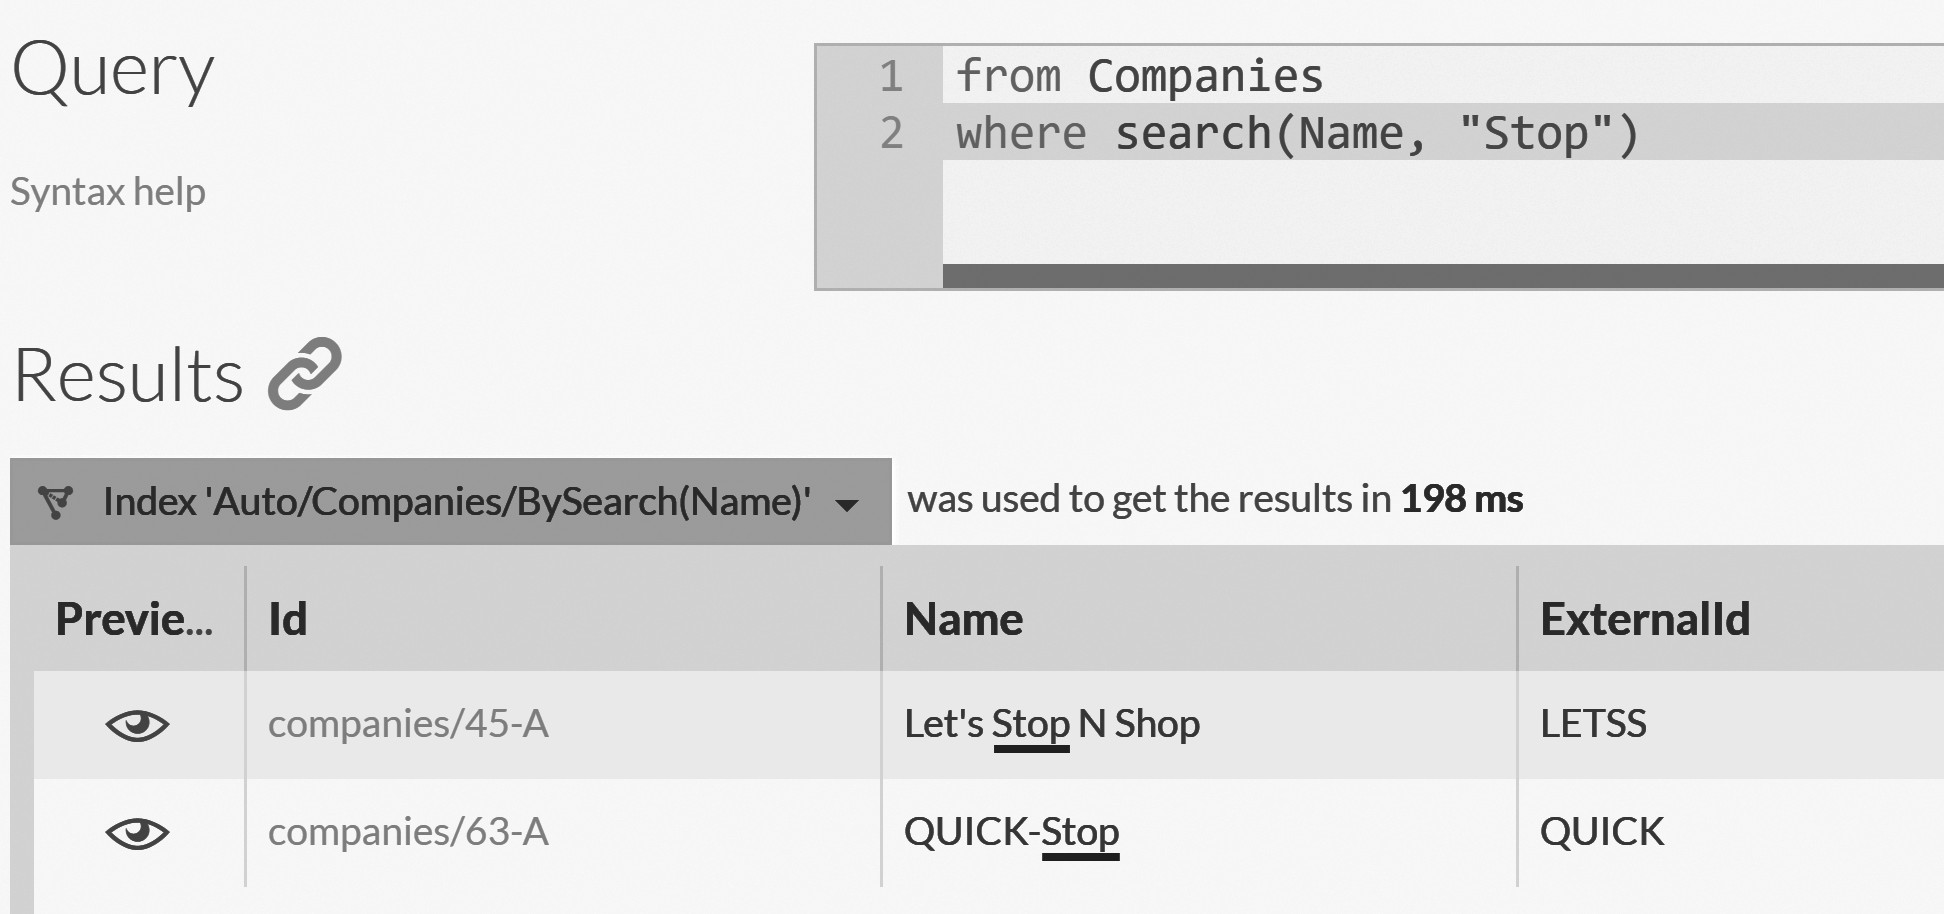 Query
Syntax help
1 from Companies
2 where search(Name, "Stop")
Results
Index 'Auto/Companies/BySearch(Name)' was used to get the results in 198 ms
Previe... Id Name ExternalId
companies/45-A Let's Stop N Shop LETSS
companies/63-A QUICK-Stop QUICK